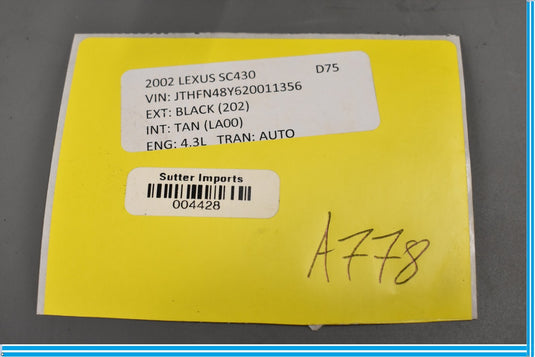 2002 LEXUS SC430 D75
VIN: JTHFN48Y620011356
EXT: BLACK (202)
INT: TAN (LA00)
ENG: 4.3L TRAN: AUTO
Sutter Imports
004428
A778